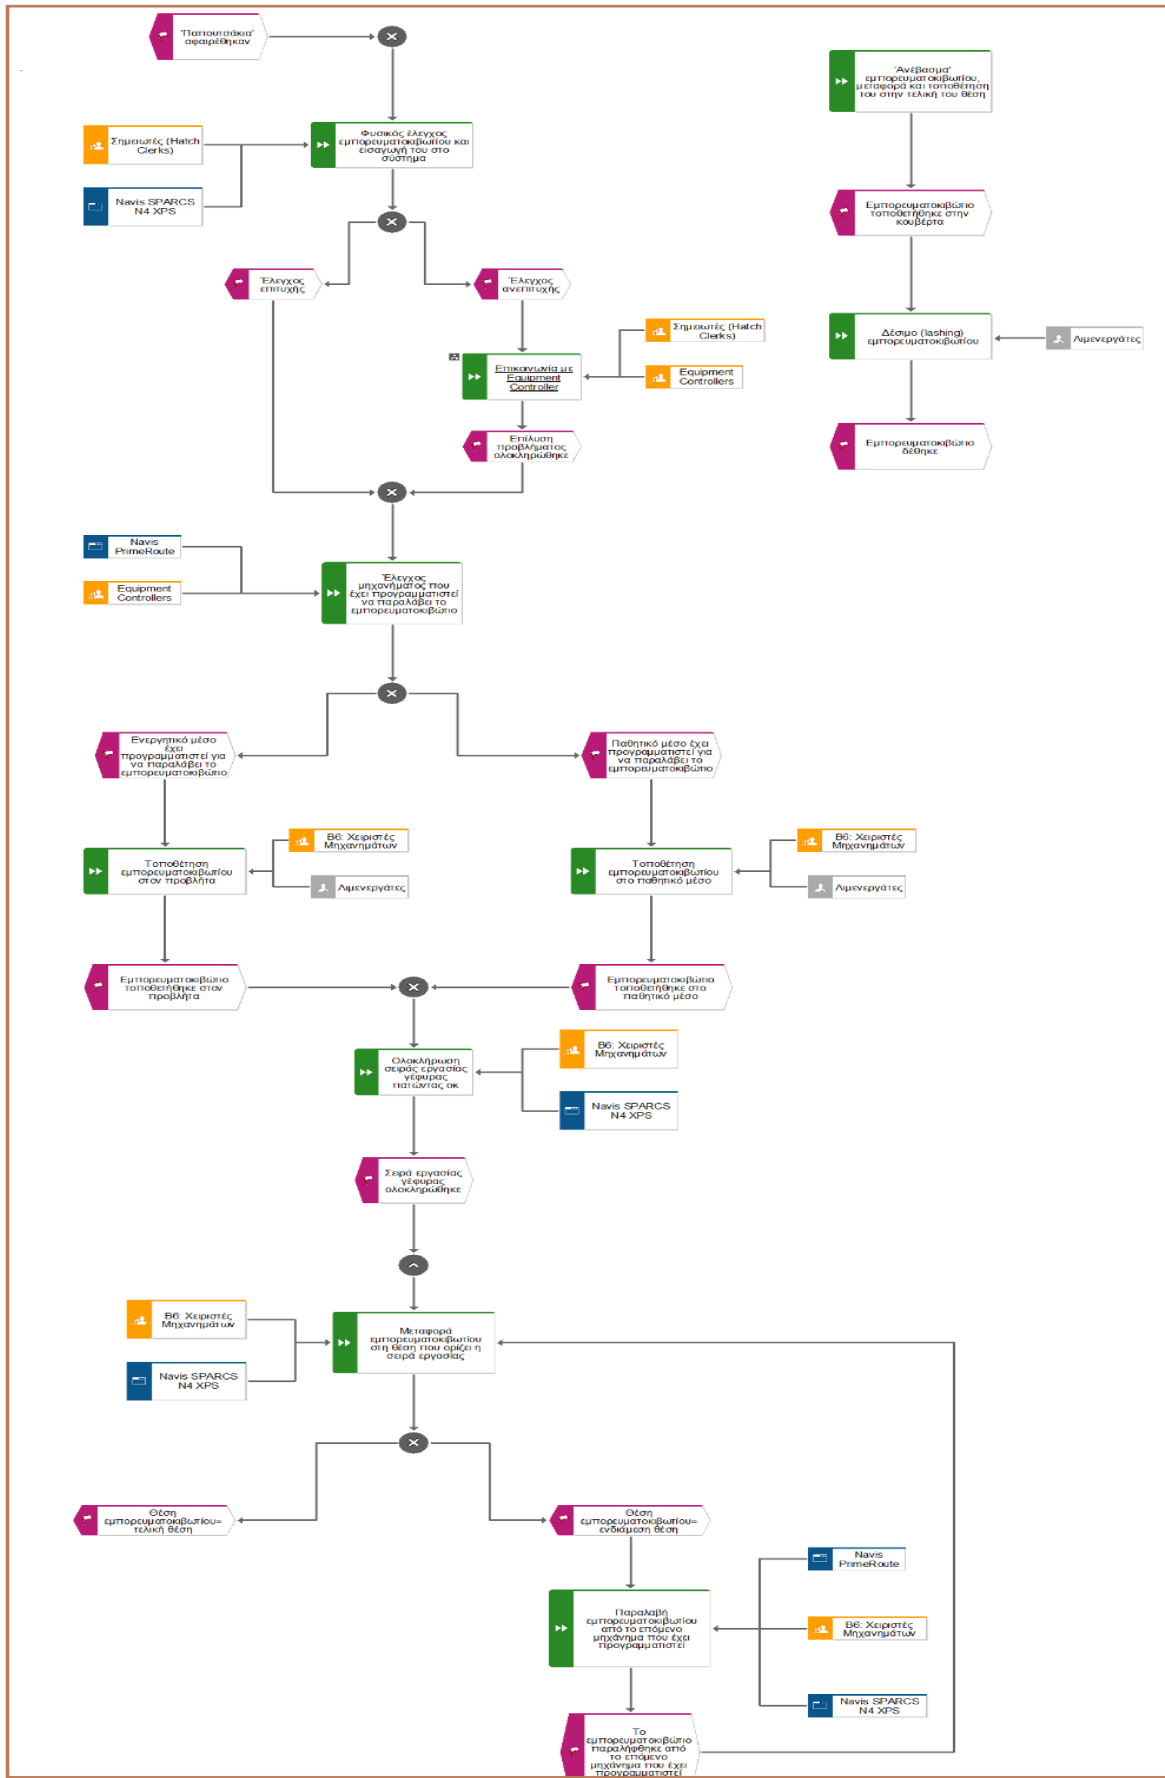 'Παπουτσάκια'
αφαιρέθηκαν
'Ανέβασμα'
εμπορευματοκιβωτίου,
μεταφορά και τοποθέτηση
του στην τελική του θέση
Σημειωτές (Hatch
Clerks)
Φυσικός έλεγχος
εμπορευματοκιβωτίου και
εισαγωγή του στο
σύστημα
Navis SPARCS
N4 XPS
Εμπορευματοκιβώτιο
τοποθετήθηκε στην
κουβέρτα
Έλεγχος
επιτυχής
Έλεγχος
ανεπιτυχής
Σημειωτές (Hatch
Clerks)
Δέσιμο (lashing)
εμπορευματοκιβωτίου
Λιμενεργάτες
Επικοινωνία με
Equipment
Controller
Equipment
Controllers
Επίλυση
προβλήματος
ολοκληρώθηκε
Εμπορευματοκιβώτιο
δέθηκε
Navis
PrimeRoute
Equipment
Controllers
Έλεγχος
μηχανήματος που
έχει προγραμματιστεί
να παραλάβει το
εμπορευματοκιβώτιο
Ενεργητικό μέσο
έχει
προγραμματιστεί για
να παραλάβει το
εμπορευματοκιβώτιο
Παθητικό μέσο έχει
προγραμματιστεί για
να παραλάβει το
εμπορευματοκιβώτιο
Β6: Χειριστές
Μηχανημάτων
Τοποθέτηση
εμπορευματοκιβωτίου
στον προβλήτα
Λιμενεργάτες
Β6: Χειριστές
Μηχανημάτων
Τοποθέτηση
εμπορευματοκιβωτίου
στο παθητικό μέσο
Λιμενεργάτες
Εμπορευματοκιβώτιο
τοποθετήθηκε στον
προβλήτα
Εμπορευματοκιβώτιο
τοποθετήθηκε στο
παθητικό μέσο
Ολοκλήρωση
σειράς εργασίας
γέφυρας
πατώντας οκ
Β6: Χειριστές
Μηχανημάτων
Navis SPARCS
N4 XPS
Σειρά εργασίας
γέφυρας
ολοκληρώθηκε
Β6: Χειριστές
Μηχανημάτων
Μεταφορά
εμπορευματοκιβωτίου
στη θέση που ορίζει η
σειρά εργασίας
Navis SPARCS
N4 XPS
Θέση
εμπορευματοκιβωτίου=
τελική θέση
Θέση
εμπορευματοκιβωτίου=
ενδιάμεση θέση
Navis
PrimeRoute
Παραλαβή
εμπορευματοκιβωτίου
από το επόμενο
μηχάνημα που έχει
προγραμματιστεί
Β6: Χειριστές
Μηχανημάτων
Navis SPARCS
N4 XPS
Το
εμπορευματοκιβώτιο
παραλήφθηκε από
το επόμενο
μηχάνημα που έχει
προγραμματιστεί